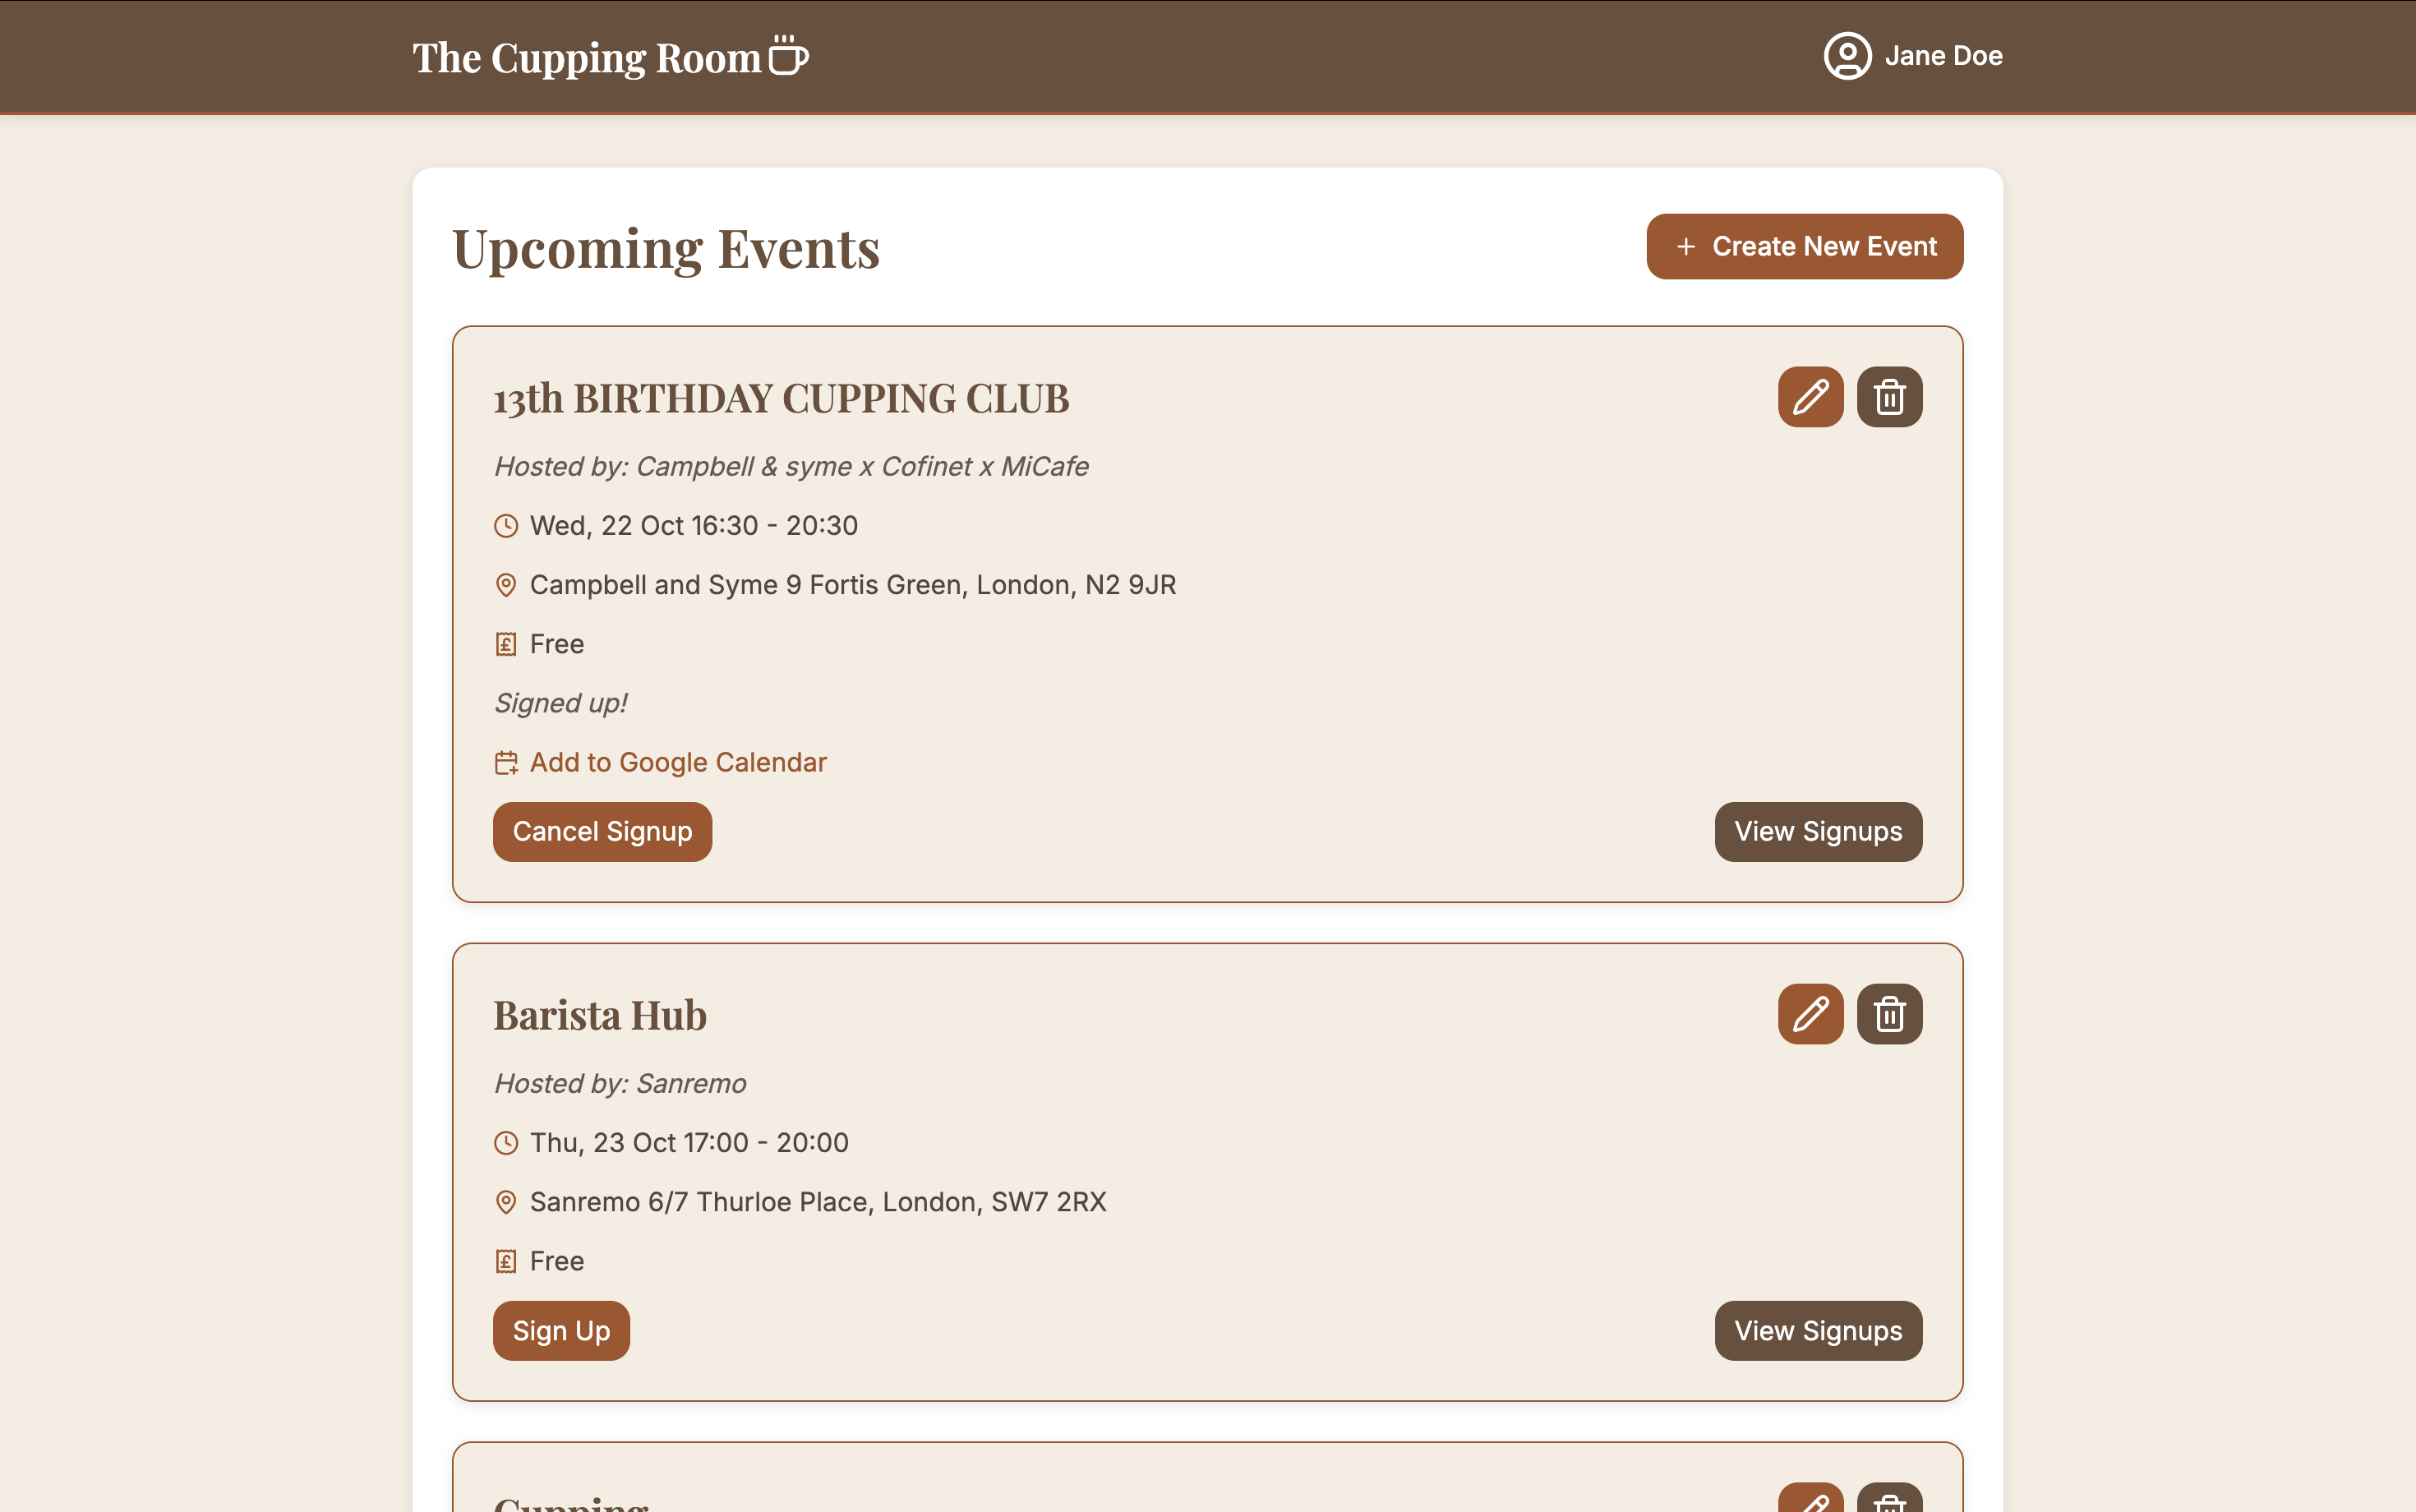 The Cupping Room
Jane Doe
Upcoming Events
+ Create New Event
13th BIRTHDAY CUPPING CLUB
Hosted by: Campbell & syme x Cofinet x MiCafe
Wed, 22 Oct 16:30 - 20:30
Campbell and Syme 9 Fortis Green, London, N2 9JR
£ Free
Signed up!
Add to Google Calendar
Cancel Signup
View Signups
Barista Hub
Hosted by: Sanremo
Thu, 23 Oct 17:00 - 20:00
Sanremo 6/7 Thurloe Place, London, SW7 2RX
£ Free
Sign Up
View Signups
Cupping